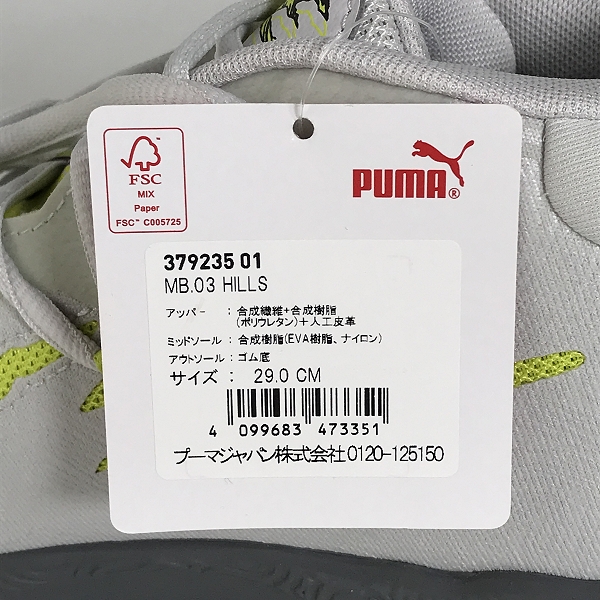 FSC
MIX
Paper
FSC™ C005725
PUMA®
379235 01
MB.03 HILLS
アッパー : 合成繊維+合成樹脂
(ポリウレタン)+人工皮革
ミッドソール : 合成樹脂(EVA樹脂、ナイロン)
アウトソール : ゴム底
サイズ : 29.0 CM
4 099683 473351
プーマジャパン株式会社0120-125150